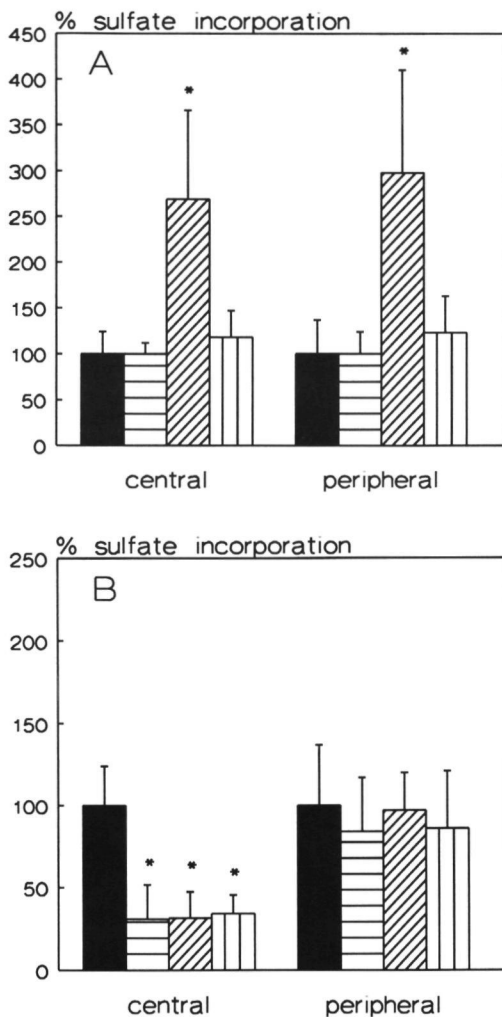 % sulfate incorporation
A
450
400
350
300
250
200
150
100
50
0
* *
central peripheral
% sulfate incorporation
B
250
200
150
100
50
0
* * *
central peripheral